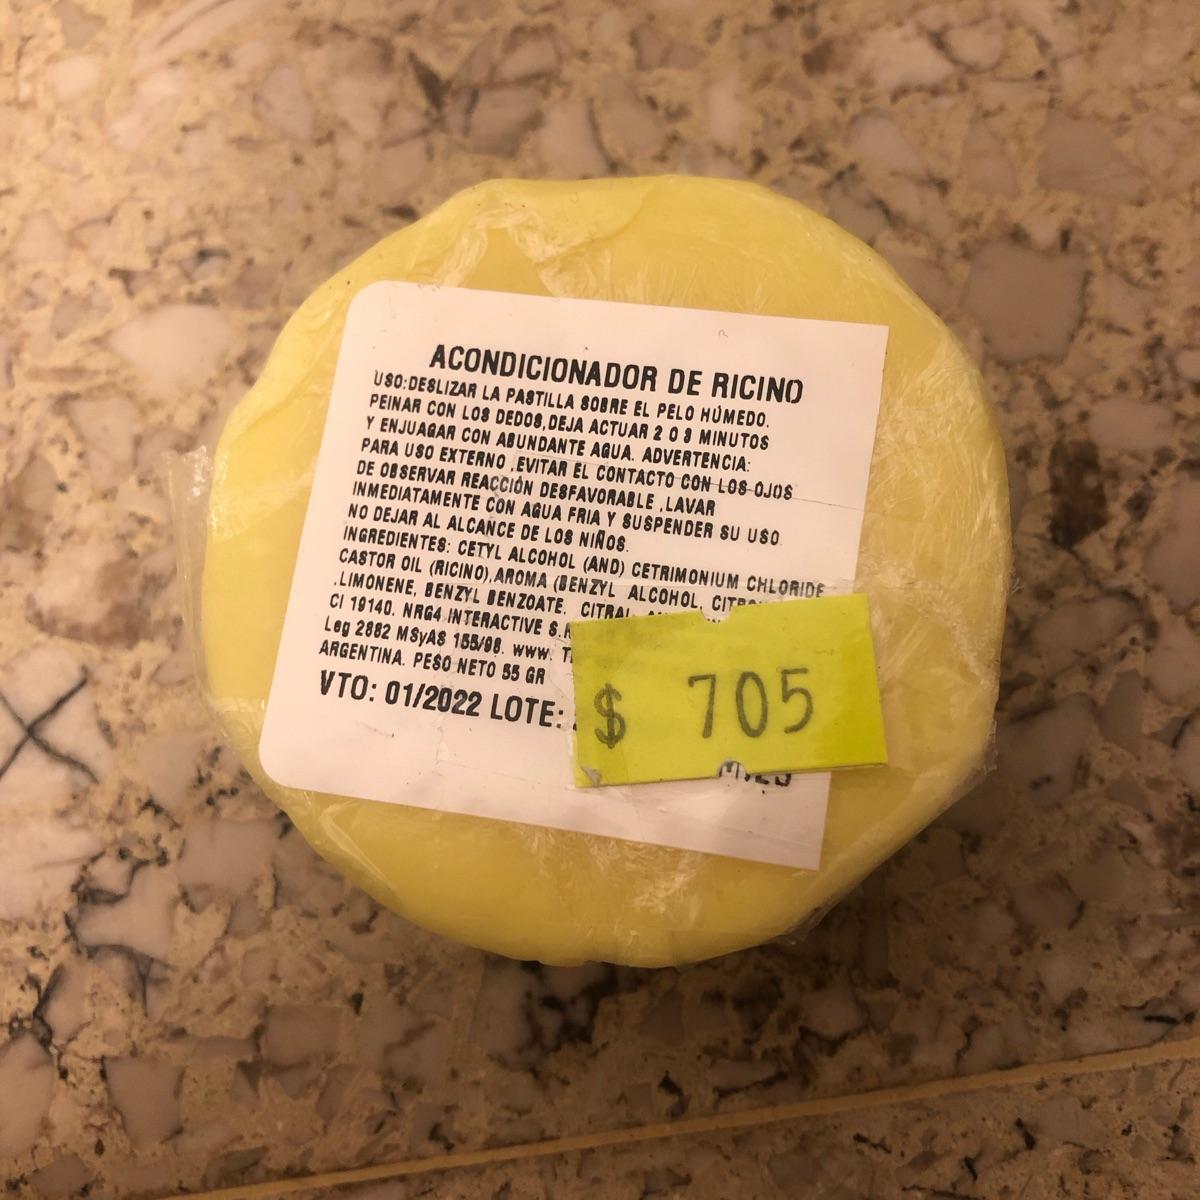 ACONDICIONADOR DE RICINO
USO:DESLIZAR LA PASTILLA SOBRE EL PELO HÚMEDO.
PEINAR CON LOS DEDOS,DEJA ACTUAR 2 O 3 MINUTOS
Y ENJUAGAR CON ABUNDANTE AGUA. ADVERTENCIA:
PARA USO EXTERNO ,EVITAR EL CONTACTO CON LOS OJOS
DE OBSERVAR REACCIÓN DESFAVORABLE ,LAVAR
INMEDIATAMENTE CON AGUA FRIA Y SUSPENDER SU USO
NO DEJAR AL ALCANCE DE LOS NIÑOS.
INGREDIENTES: CETYL ALCOHOL (AND) CETRIMONIUM CHLORIDE
CASTOR OIL (RICINO),AROMA (BENZYL ALCOHOL,
.LIMONENE, BENZYL BENZOATE, CITRAL,
CI 19140. NRG4 INTERACTIVE
Leg 2882 MSyAS 155/98. www.
ARGENTINA. PESO NETO 55 GR
VTO: 01/2022 LOTE:
$ 705